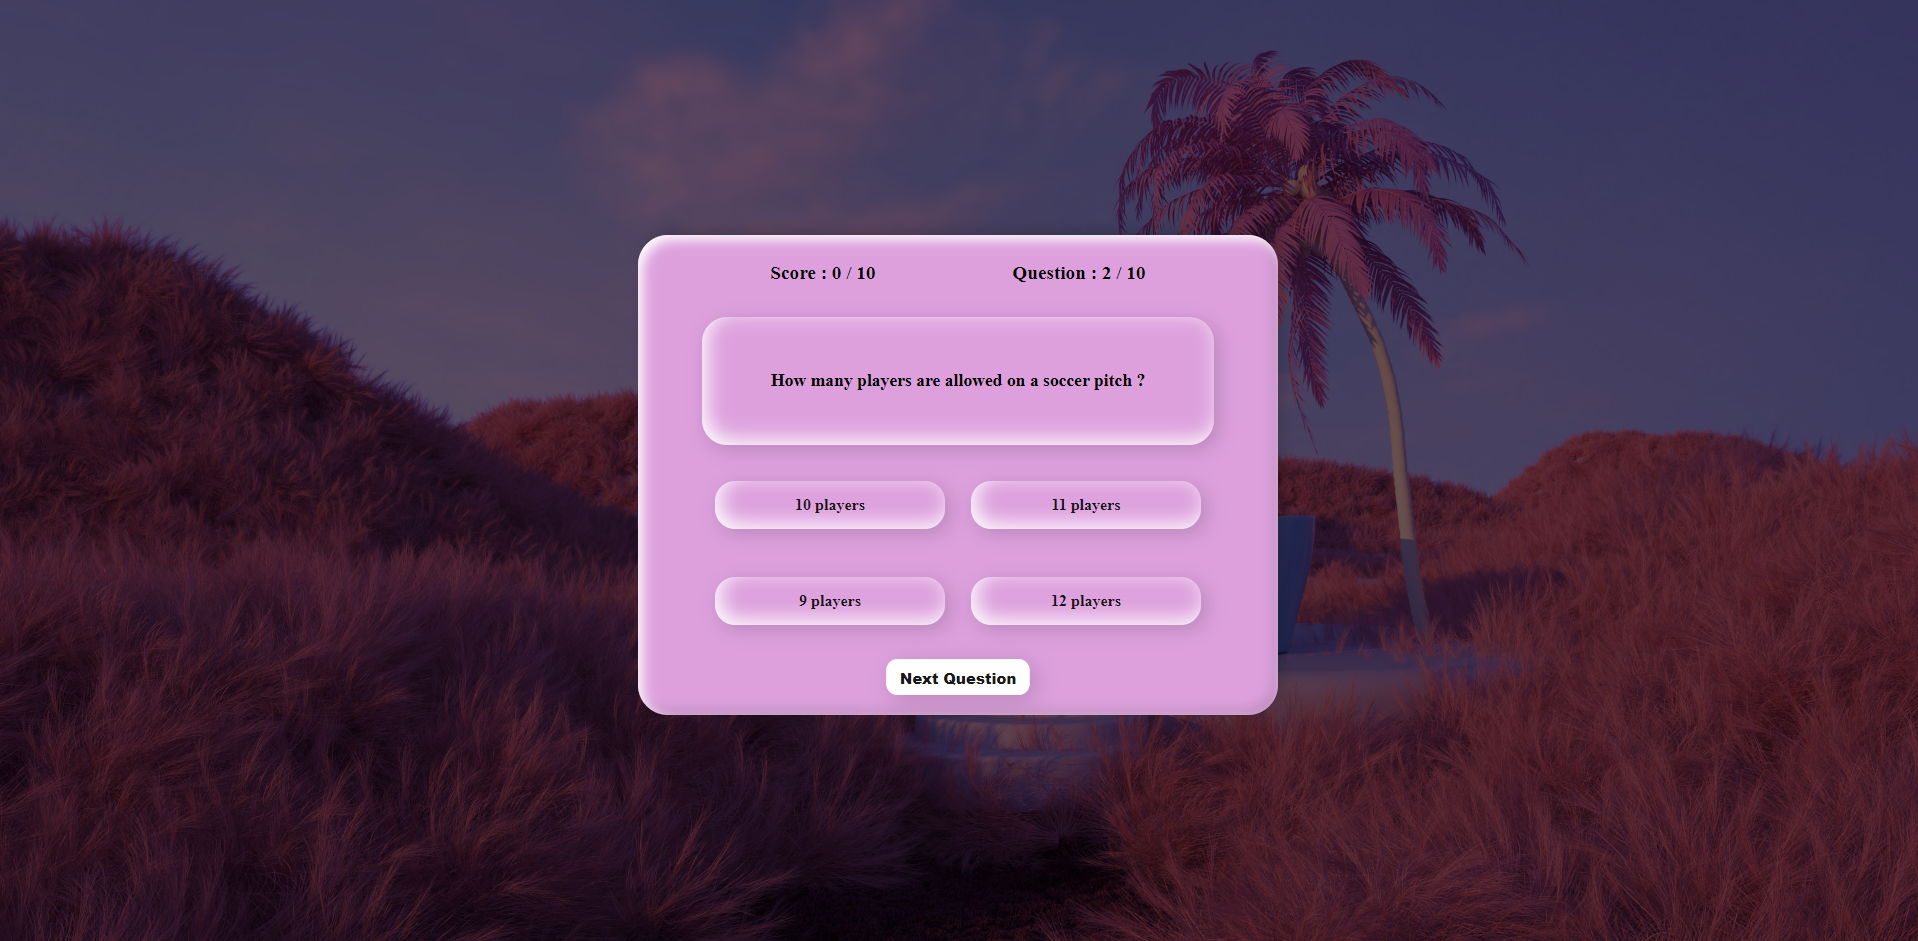 Score : 0 / 10
Question : 2 / 10
How many players are allowed on a soccer pitch ?
10 players
11 players
9 players
12 players
Next Question